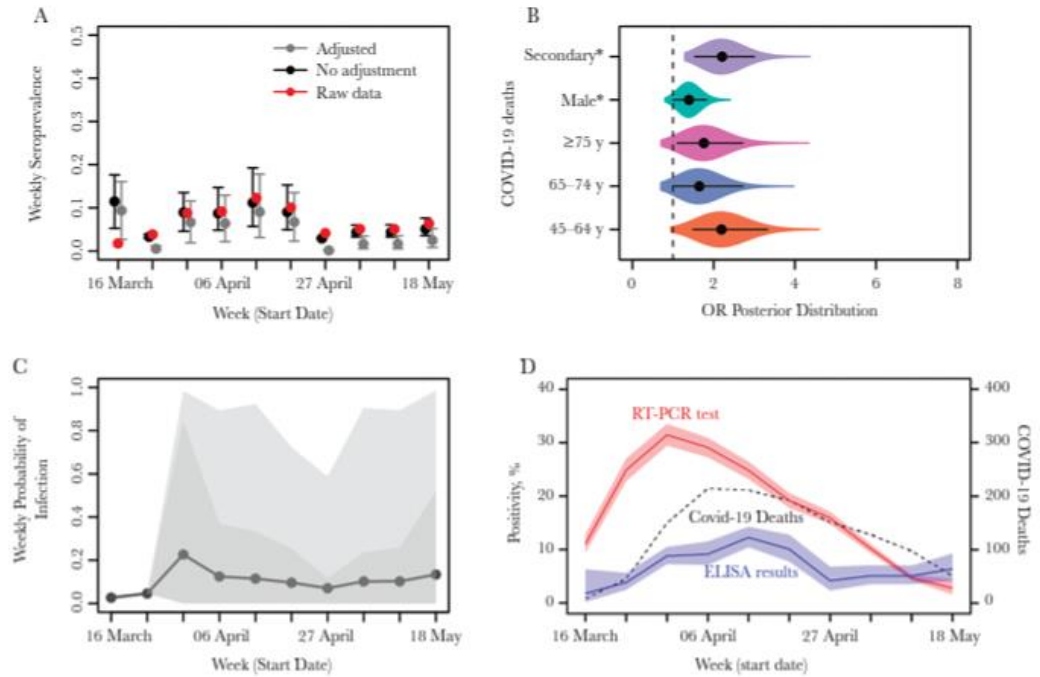 A
Weekly Seroprevalence
0.5
0.4
0.3
0.2
0.1
0.0
Adjusted
No adjustment
Raw data
16 March
06 April
27 April
18 May
Week (Start Date)
B
COVID-19 deaths
Secondary*
Male*
≥75 y
65–74 y
45–64 y
0
2
4
6
8
OR Posterior Distribution
C
Weekly Probability of
Infection
1.0
0.8
0.6
0.4
0.2
0.0
16 March
06 April
27 April
18 May
Week (Start Date)
D
Positivity, %
40
30
20
10
0
RT-PCR test
Covid-19 Deaths
ELISA results
400
300
200
100
0
COVID-19 Deaths
16 March
06 April
27 April
18 May
Week (start date)